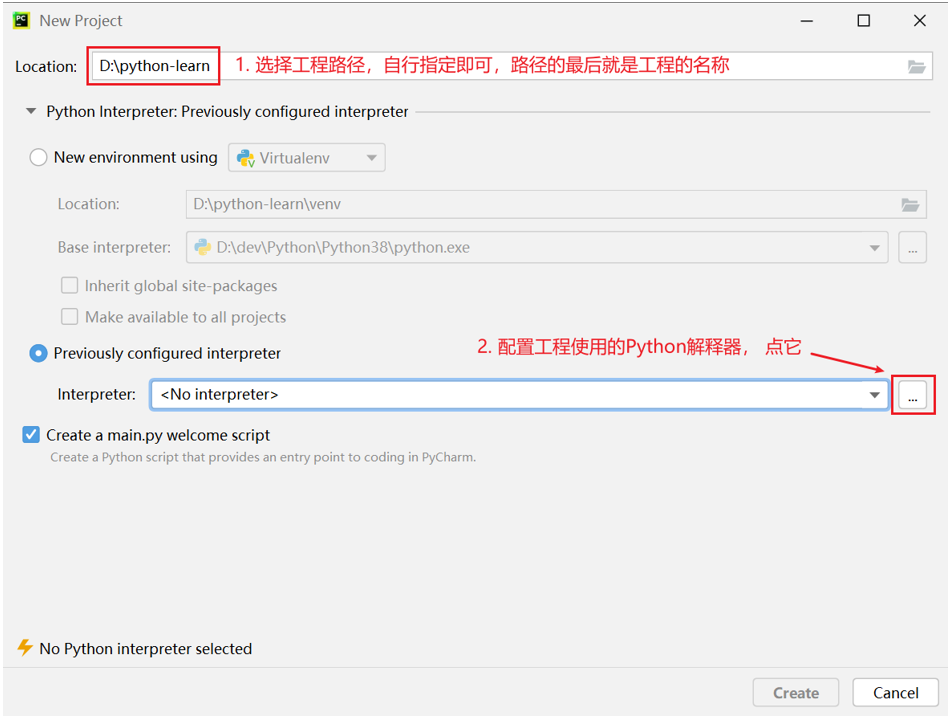 PC New Project
Location: D:\python-learn 1. 选择工程路径，自行指定即可，路径的最后就是工程的名称
Python Interpreter: Previously configured interpreter
New environment using Virtualenv
Location: D:\python-learn\venv
Base interpreter: D:\dev\Python\Python38\python.exe ...
Inherit global site-packages
Make available to all projects
Previously configured interpreter
2. 配置工程使用的Python解释器， 点它
Interpreter: <No interpreter> ...
Create a main.py welcome script
Create a Python script that provides an entry point to coding in PyCharm.
No Python interpreter selected
Create Cancel